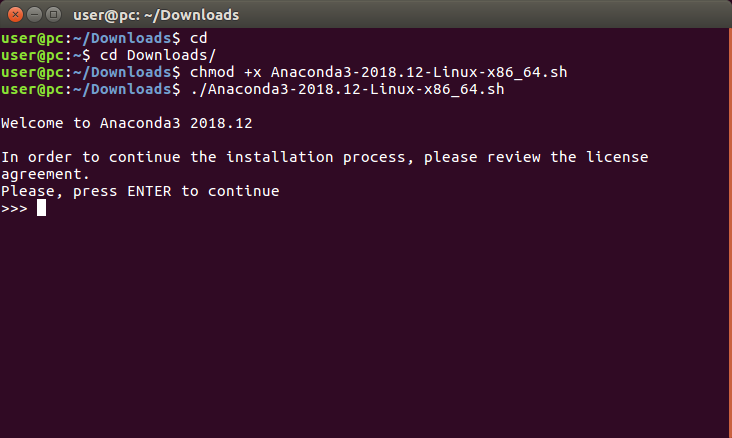 user@pc: ~/Downloads
user@pc:~/Downloads$ cd
user@pc:~$ cd Downloads/
user@pc:~/Downloads$ chmod +x Anaconda3-2018.12-Linux-x86_64.sh
user@pc:~/Downloads$ ./Anaconda3-2018.12-Linux-x86_64.sh
Welcome to Anaconda3 2018.12
In order to continue the installation process, please review the license
agreement.
Please, press ENTER to continue
>>>